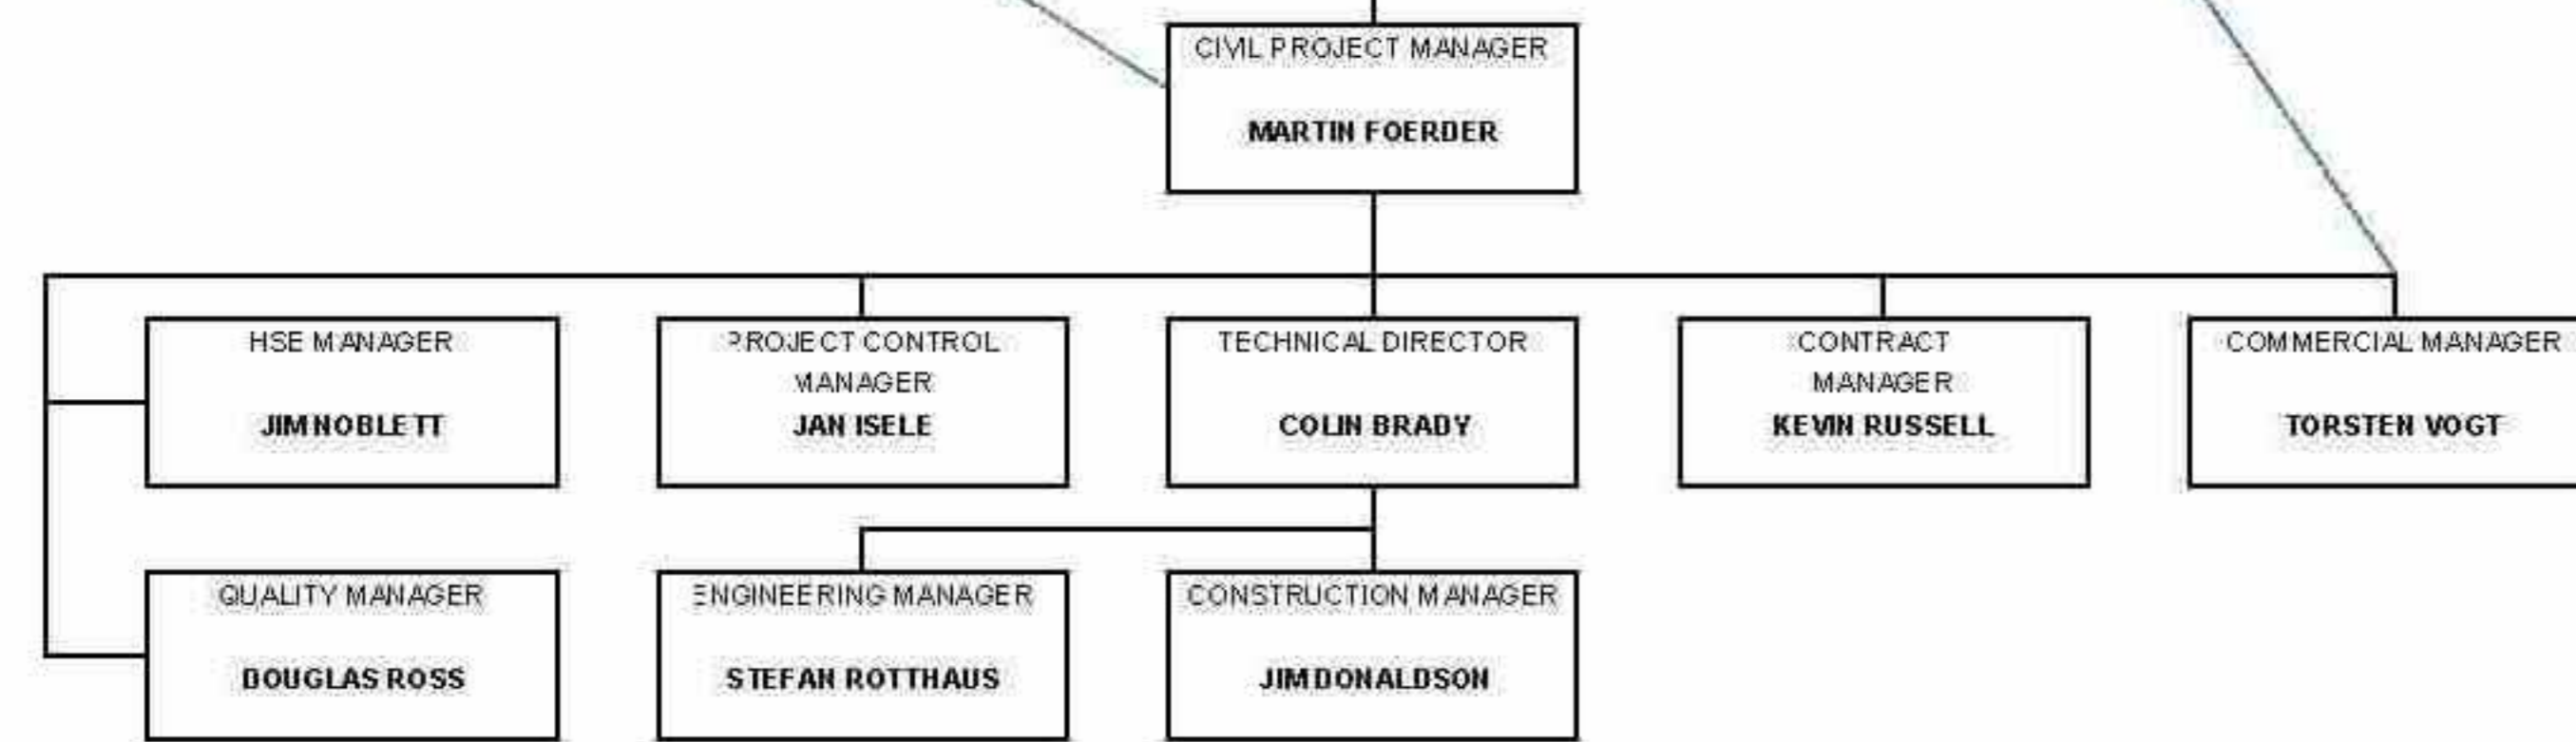 CIVIL PROJECT MANAGER
MARTIN FOERDER
HSE MANAGER
JIM NOBLETT
PROJECT CONTROL
MANAGER
JAN ISELE
TECHNICAL DIRECTOR
COLIN BRADY
CONTRACT
MANAGER
KEVIN RUSSELL
COMMERCIAL MANAGER
TORSTEN VOGT
QUALITY MANAGER
DOUGLAS ROSS
ENGINEERING MANAGER
STEFAN ROTTHAUS
CONSTRUCTION MANAGER
JIM DONALDSON